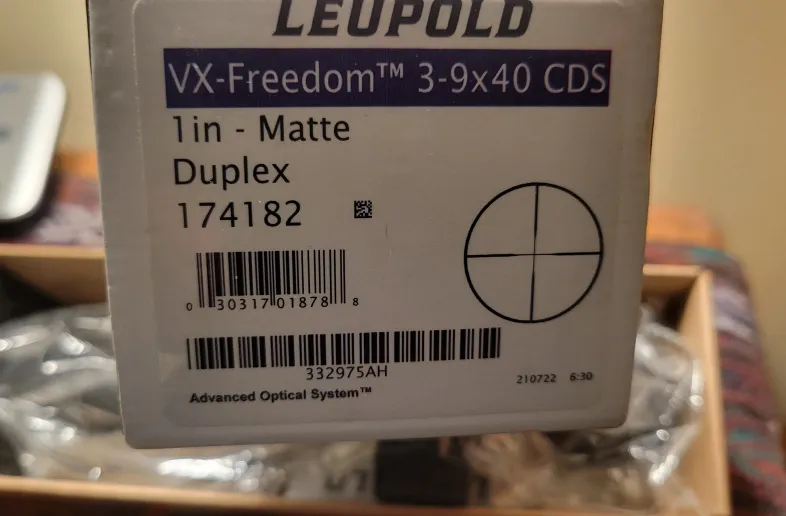 LEUPOLD
VX-Freedom™ 3-9x40 CDS
1in - Matte
Duplex
174182
0 30317 01878 8
332975AH
Advanced Optical System™
210722 6:30